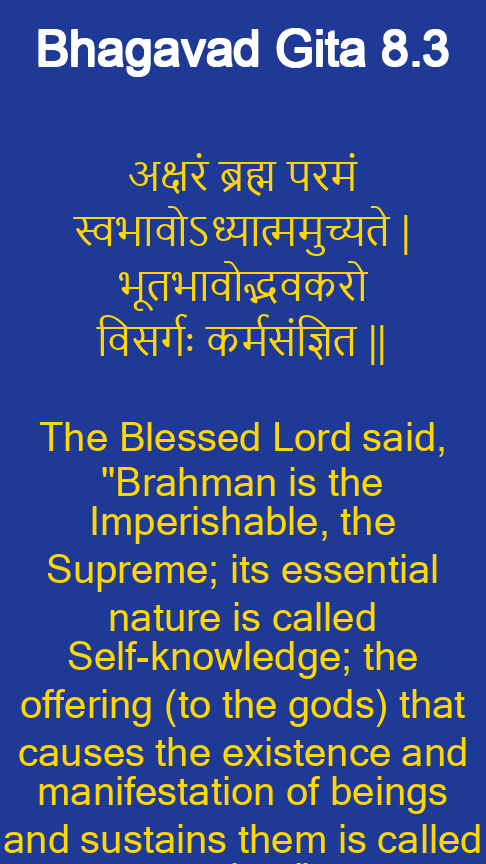 Bhagavad Gita 8.3
अक्षरं ब्रह्म परमं
स्वभावोऽध्यात्ममुच्यते |
भूतभावोद्भवकरो
विसर्गः कर्मसंज्ञित ||
The Blessed Lord said,
"Brahman is the
Imperishable, the
Supreme; its essential
nature is called
Self-knowledge; the
offering (to the gods) that
causes the existence and
manifestation of beings
and sustains them is called